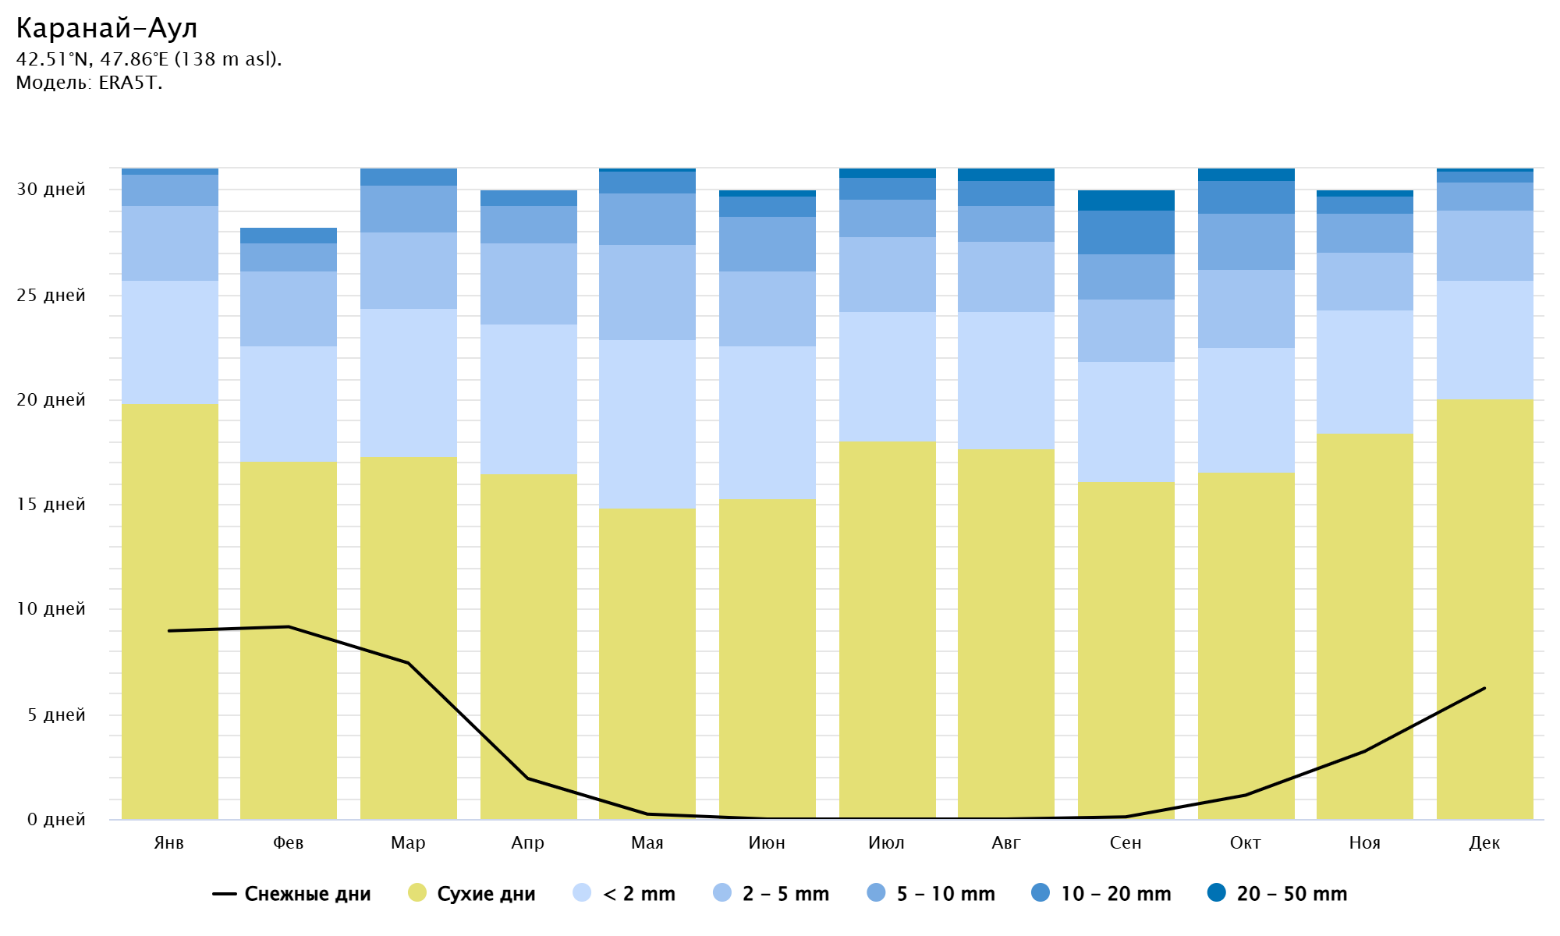 Каранай-Аул
42.51°N, 47.86°E (138 m asl).
Модель: ERA5T.
30 дней
25 дней
20 дней
15 дней
10 дней
5 дней
0 дней
Янв Фев Мар Апр Мая Июн Июл Авг Сен Окт Ноя Дек
Снежные дни Сухие дни < 2 mm 2 - 5 mm 5 - 10 mm 10 - 20 mm 20 - 50 mm